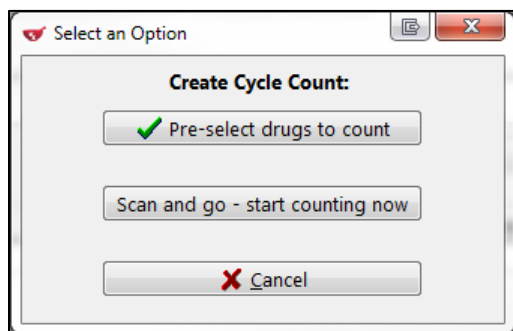 Select an Option
Create Cycle Count:
Pre-select drugs to count
Scan and go - start counting now
Cancel